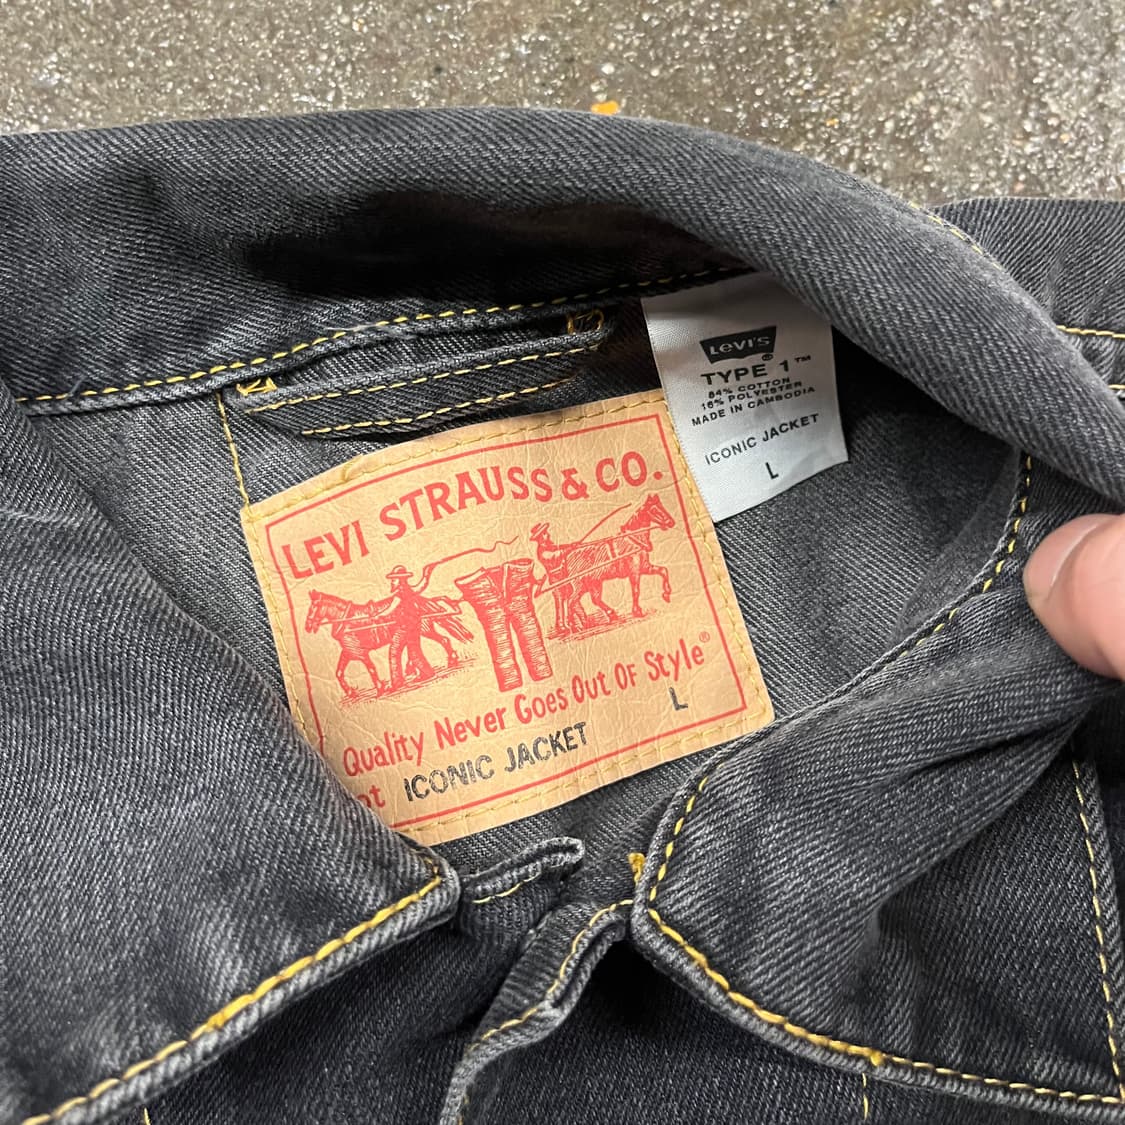 LEVI STRAUSS & CO.
Quality Never Goes Out Of Style®
L
ICONIC JACKET
Levi's®
TYPE 1™
84% COTTON
16% POLYESTER
MADE IN CAMBODIA
ICONIC JACKET
L